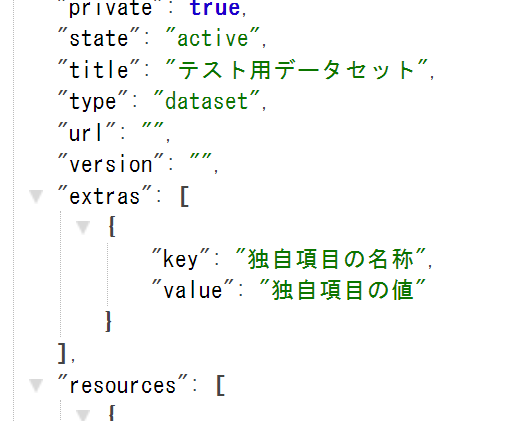 "private": true,
"state": "active",
"title": "テスト用データセット",
"type": "dataset",
"url": "",
"version": "",
"extras": [
{
"key": "独自項目の名称",
"value": "独自項目の値"
}
],
"resources": [
{